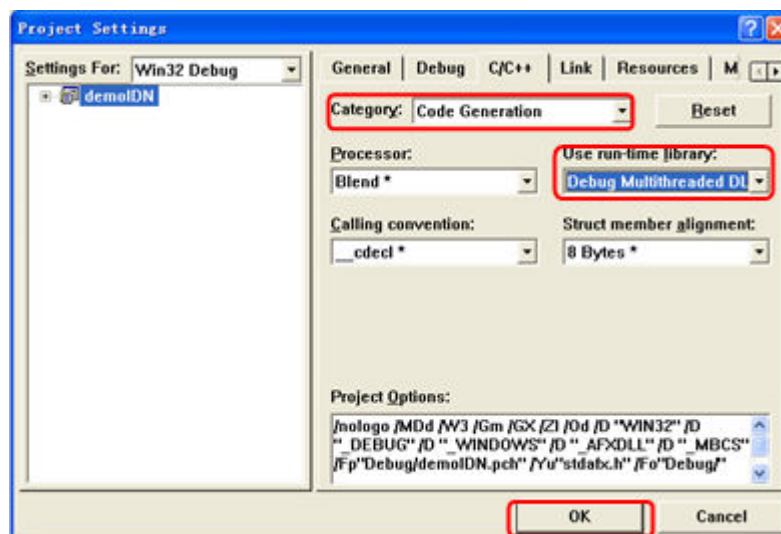 Project Settings
Settings For: Win32 Debug
demoIDN
General Debug C/C++ Link Resources M
Category: Code Generation
Reset
Processor:
Use run-time library:
Blend *
Debug Multithreaded DL
Calling convention:
Struct member alignment:
__cdecl *
8 Bytes *
Project Options:
/nologo /MDd /W3 /Gm /GX /ZI /Od /D "WIN32" /D
"_DEBUG" /D "_WINDOWS" /D "_AFXDLL" /D "_MBCS"
/Fp"Debug/demoIDN.pch" /Yu"stdafx.h" /Fo"Debug/"
OK
Cancel